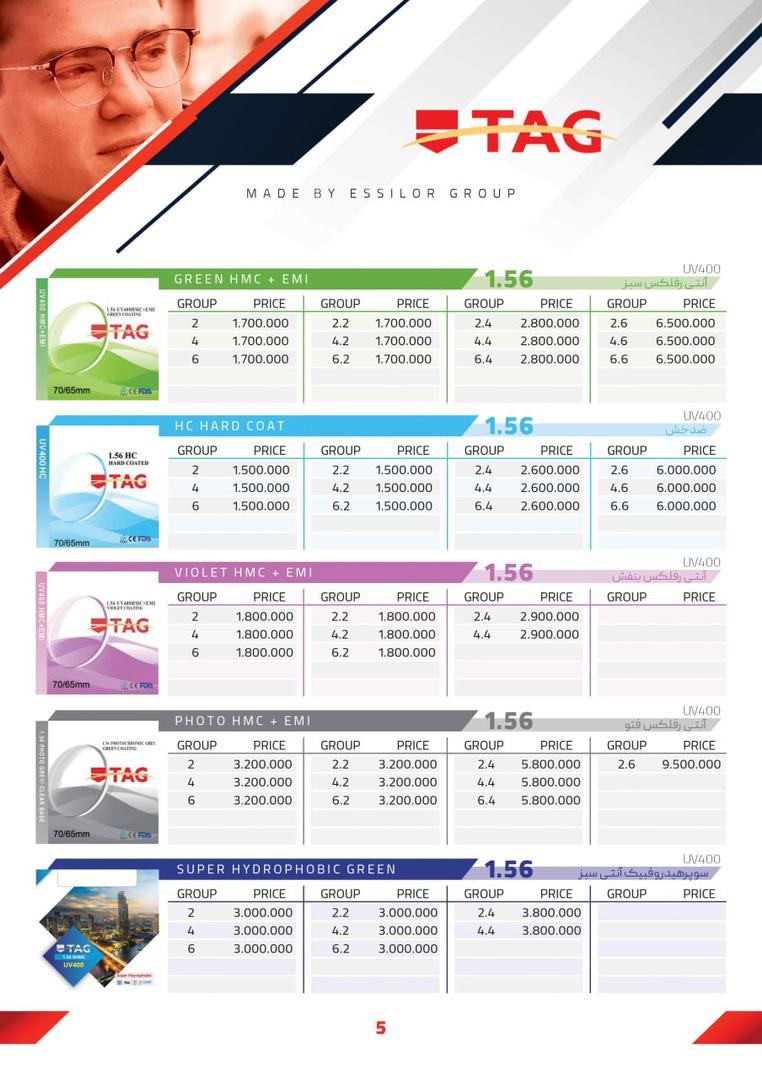 TAG
MADE BY ESSILOR GROUP
UV400
GREEN HMC + EMI 1.56 آنتی رفلکس سبز
UV400 HMC+EMI
1.56 UV400HMC+EMI
GREEN COATING
TAG
70/65mm
CE FDA
GROUP PRICE GROUP PRICE GROUP PRICE GROUP PRICE
2 1.700.000 2.2 1.700.000 2.4 2.800.000 2.6 6.500.000
4 1.700.000 4.2 1.700.000 4.4 2.800.000 4.6 6.500.000
6 1.700.000 6.2 1.700.000 6.4 2.800.000 6.6 6.500.000
UV400
HC HARD COAT 1.56 ضدخش
UV400 HC
1.56 HC
HARD COATED
TAG
70/65mm
CE FDA
GROUP PRICE GROUP PRICE GROUP PRICE GROUP PRICE
2 1.500.000 2.2 1.500.000 2.4 2.600.000 2.6 6.000.000
4 1.500.000 4.2 1.500.000 4.4 2.600.000 4.6 6.000.000
6 1.500.000 6.2 1.500.000 6.4 2.600.000 6.6 6.000.000
UV400
VIOLET HMC + EMI 1.56 آنتی رفلکس بنفش
UV400 HMC+EMI
1.56 UV400HMC+EMI
VIOLET COATING
TAG
70/65mm
CE FDA
GROUP PRICE GROUP PRICE GROUP PRICE GROUP PRICE
2 1.800.000 2.2 1.800.000 2.4 2.900.000
4 1.800.000 4.2 1.800.000 4.4 2.900.000
6 1.800.000 6.2 1.800.000
UV400
PHOTO HMC + EMI 1.56 آنتی رفلکس فتو
1.56 PHOTO GREY CLEAR BASE
1.56 PHOTOCHROMIC GREY
GREEN COATING
TAG
70/65mm
CE FDA
GROUP PRICE GROUP PRICE GROUP PRICE GROUP PRICE
2 3.200.000 2.2 3.200.000 2.4 5.800.000 2.6 9.500.000
4 3.200.000 4.2 3.200.000 4.4 5.800.000
6 3.200.000 6.2 3.200.000 6.4 5.800.000
UV400
SUPER HYDROPHOBIC GREEN 1.56 سوپرهیدروفبیک آنتی سبز
TAG
1.56 SHMC
UV400
GROUP PRICE GROUP PRICE GROUP PRICE GROUP PRICE
2 3.000.000 2.2 3.000.000 2.4 3.800.000
4 3.000.000 4.2 3.000.000 4.4 3.800.000
6 3.000.000 6.2 3.000.000
5